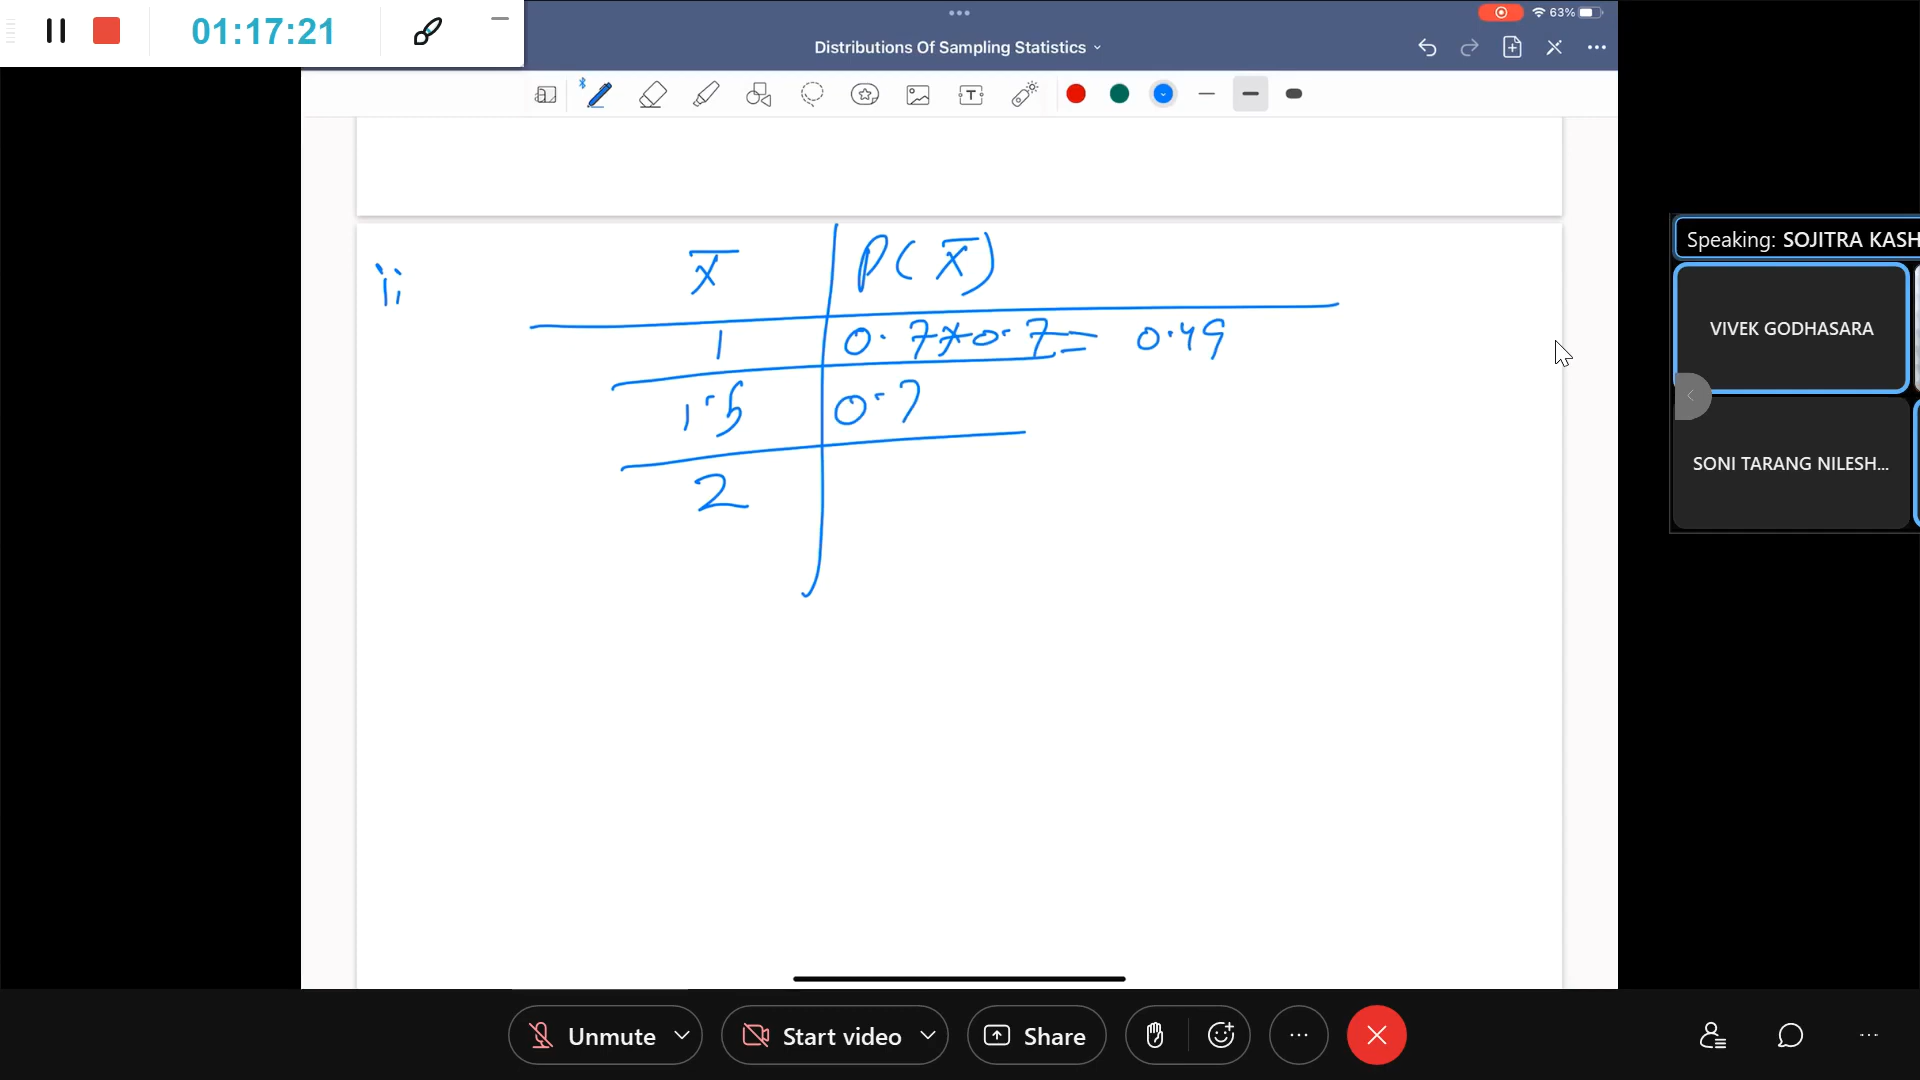 01:17:21
63%
Distributions Of Sampling Statistics
ii
x̄ P(x̄)
1 0.7*0.7= 0.49
1.5 0.7
2
Speaking: SOJITRA KASH
VIVEK GODHASARA
SONI TARANG NILESH...
Unmute
Start video
Share